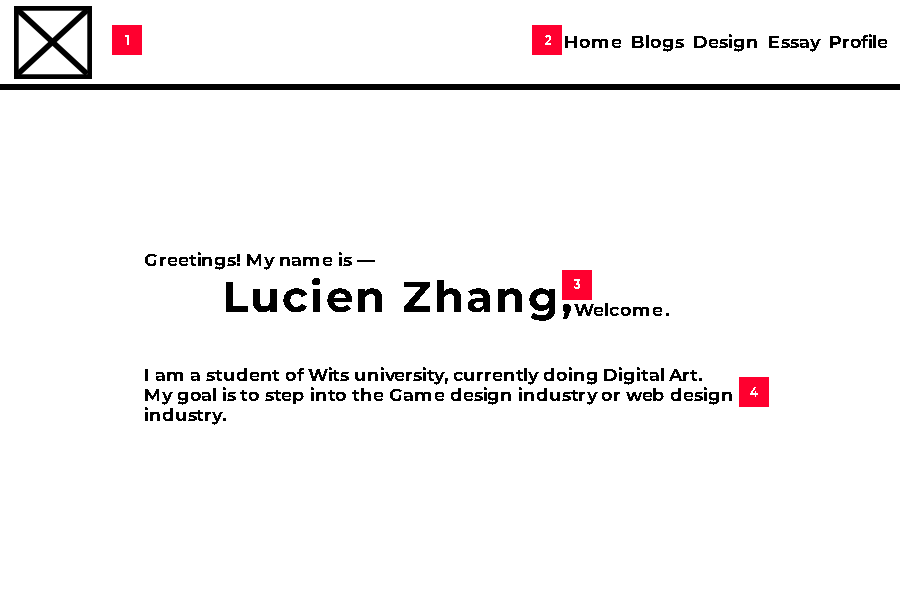 1
2 Home Blogs Design Essay Profile
Greetings! My name is —
3
Lucien Zhang, Welcome.
I am a student of Wits university, currently doing Digital Art.
My goal is to step into the Game design industry or web design 4
industry.